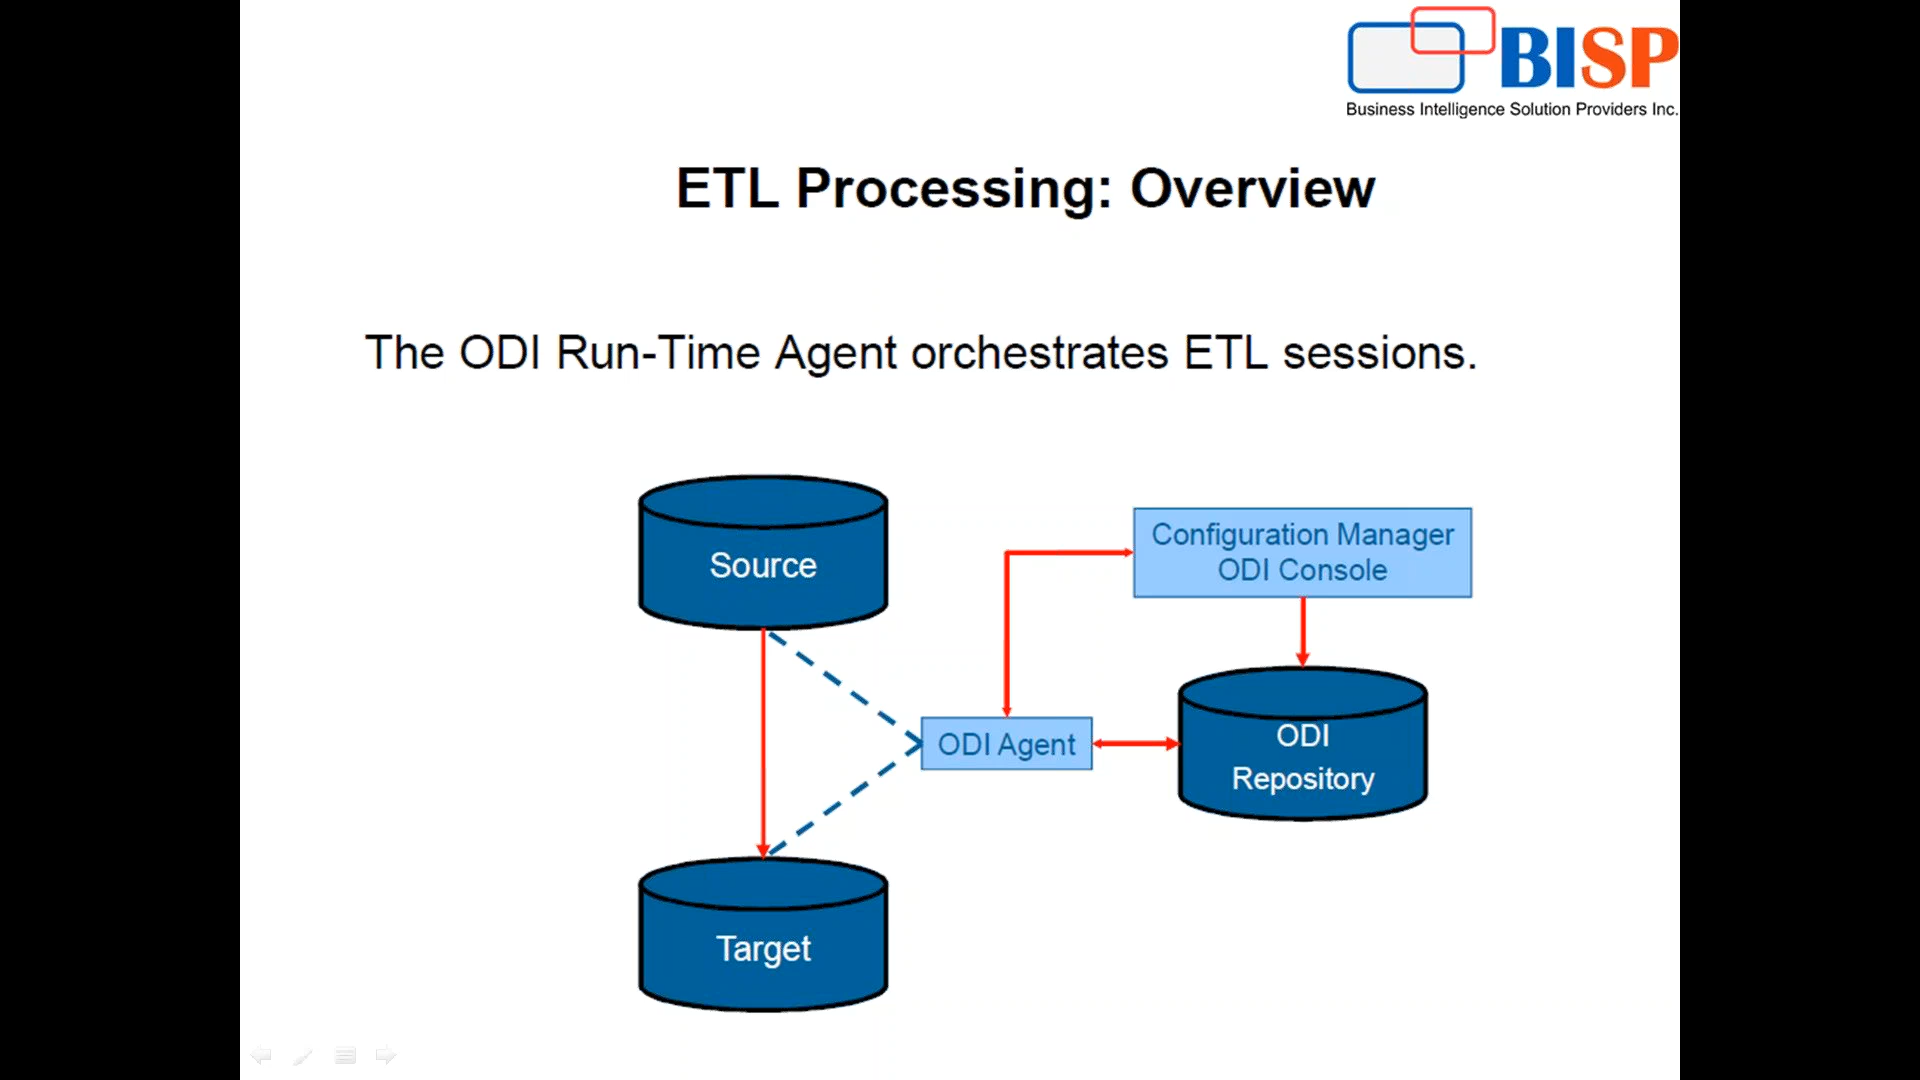 BISP
Business Intelligence Solution Providers Inc.
ETL Processing: Overview
The ODI Run-Time Agent orchestrates ETL sessions.
Source
Configuration Manager
ODI Console
ODI Agent
ODI
Repository
Target